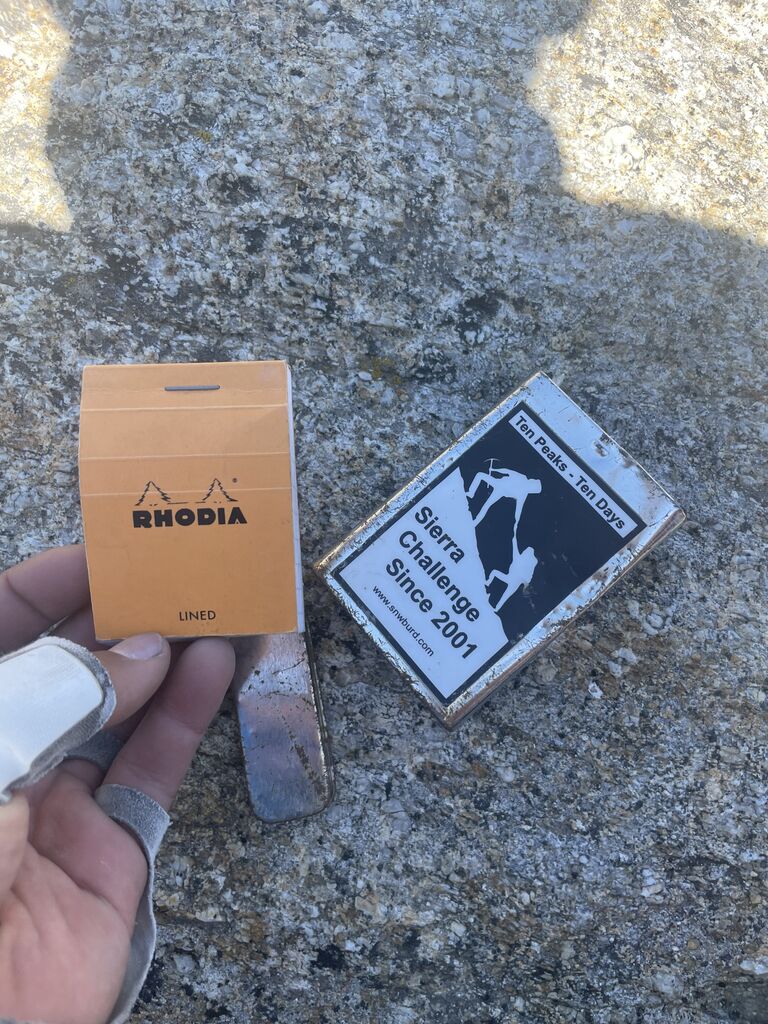 RHODIA
LINED
Ten Peaks - Ten Days
Sierra
Challenge
Since 2001
www.snwburd.com